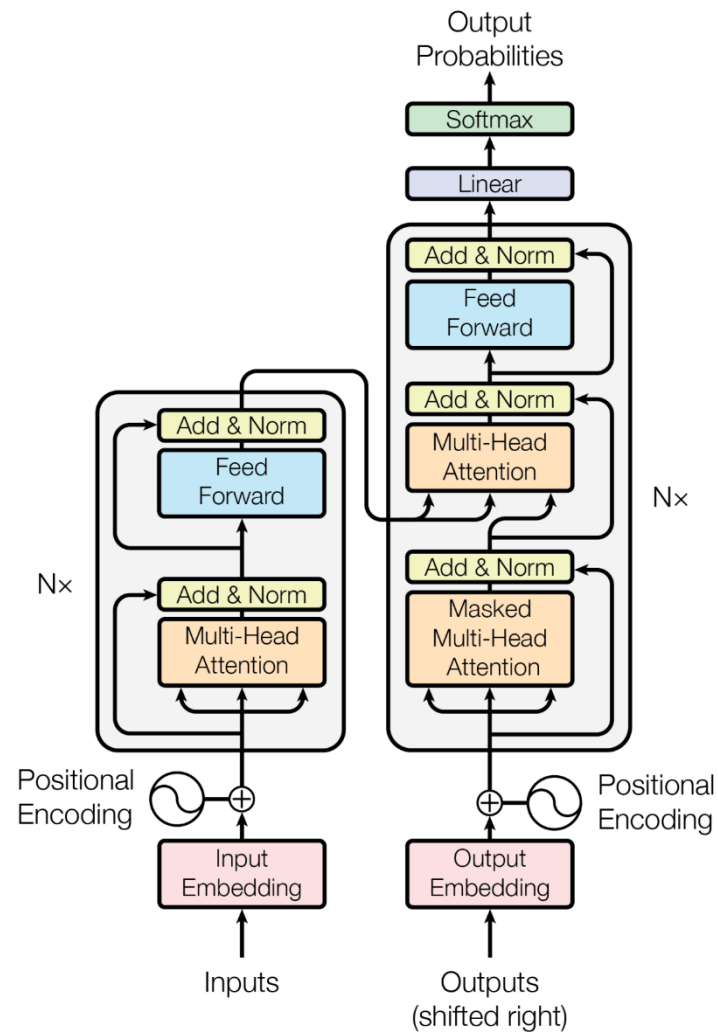 Output
Probabilities
Softmax
Linear
Add & Norm
Feed
Forward
Add & Norm
Multi-Head
Attention
Add & Norm
Masked
Multi-Head
Attention
Nx
Add & Norm
Feed
Forward
Add & Norm
Multi-Head
Attention
Nx
Positional
Encoding
Positional
Encoding
Input
Embedding
Output
Embedding
Inputs
Outputs
(shifted right)